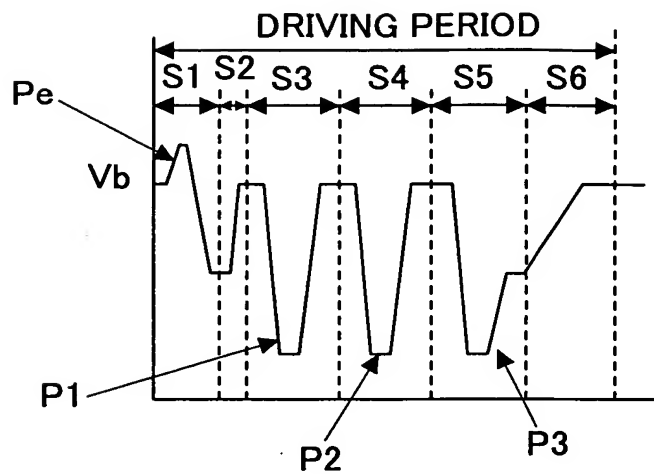 DRIVING PERIOD
S1 S2 S3 S4 S5 S6
Pe
Vb
P1
P2
P3